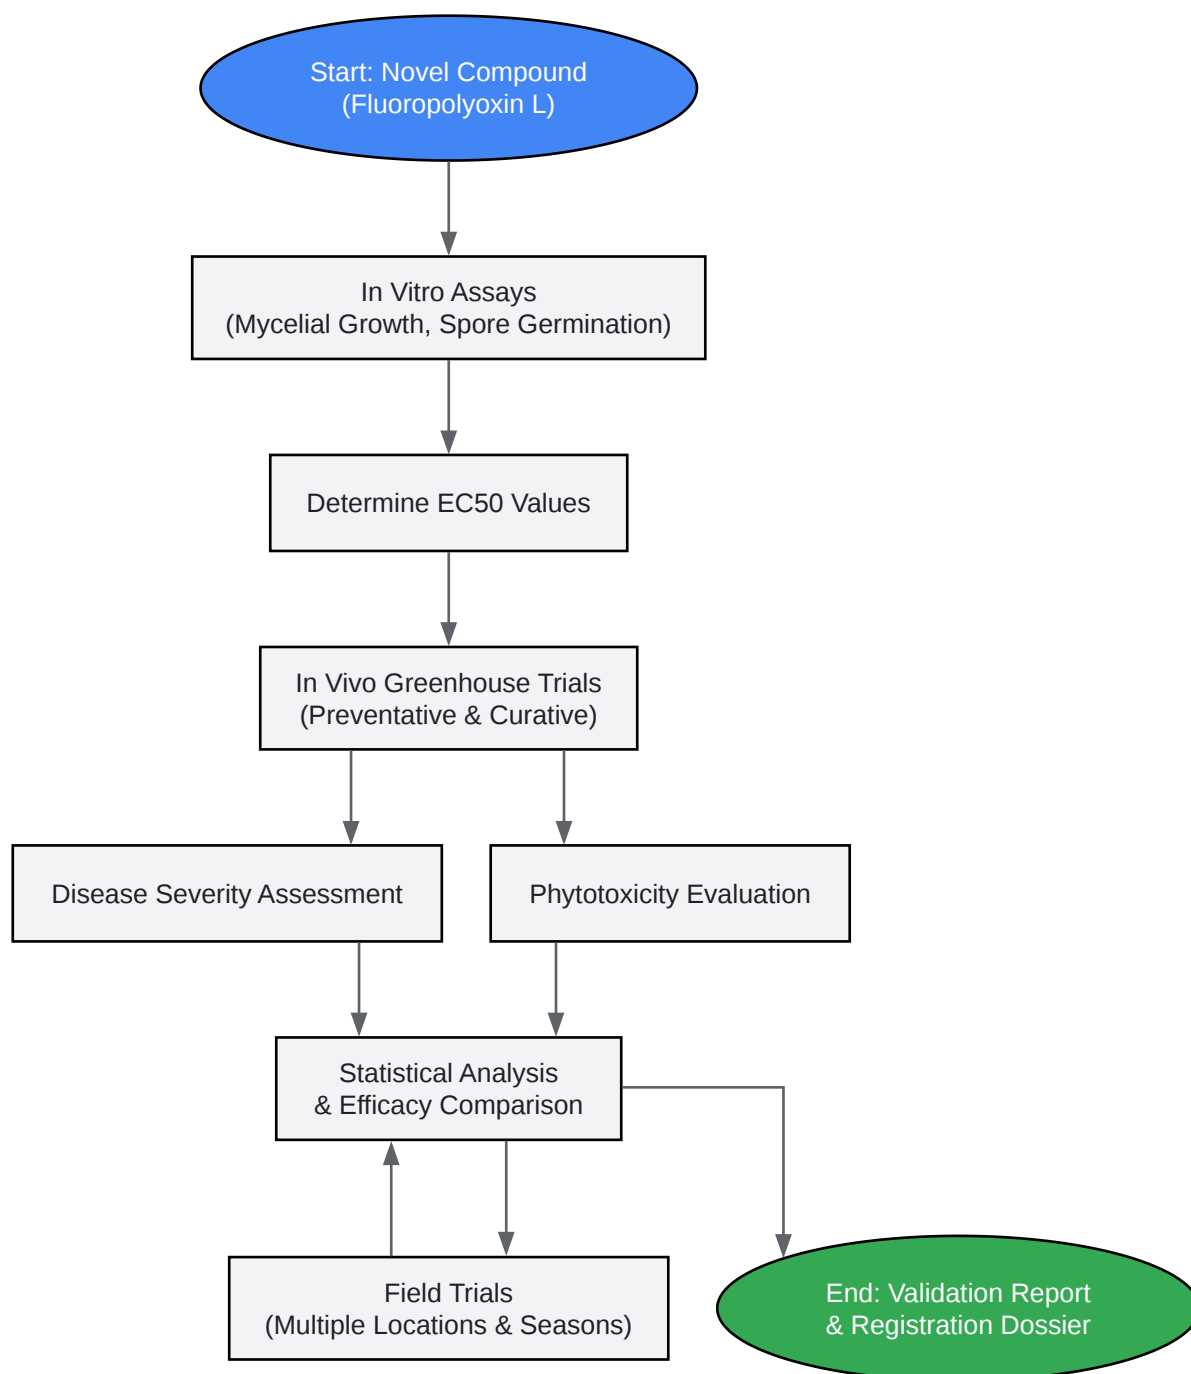 Start: Novel Compound
(Fluoropolyoxin L)
In Vitro Assays
(Mycelial Growth, Spore Germination)
Determine EC50 Values
In Vivo Greenhouse Trials
(Preventative & Curative)
Disease Severity Assessment
Phytotoxicity Evaluation
Statistical Analysis
& Efficacy Comparison
Field Trials
(Multiple Locations & Seasons)
End: Validation Report
& Registration Dossier